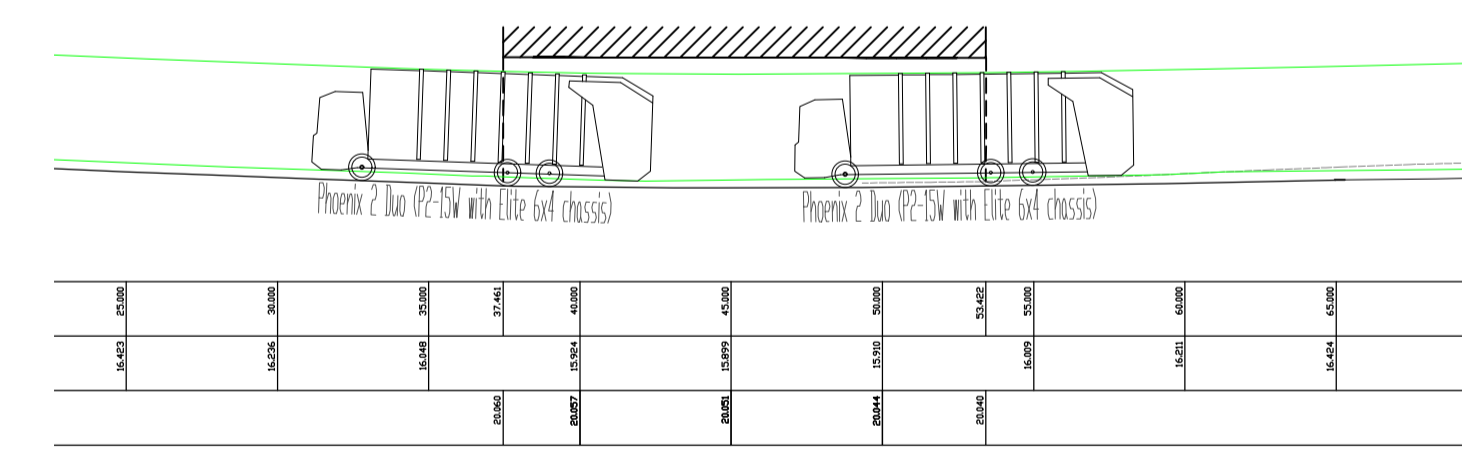 Phoenix 2 Duo (P2-15W with Elite 6x4 chassis)
Phoenix 2 Duo (P2-15W with Elite 6x4 chassis)
25.000 30.000 35.000 37.461 40.000 45.000 50.000 53.422 55.000 60.000 65.000
16.423 16.236 16.048 15.924 15.899 15.910 16.009 16.211 16.424
20.060 20.057 20.051 20.044 20.040